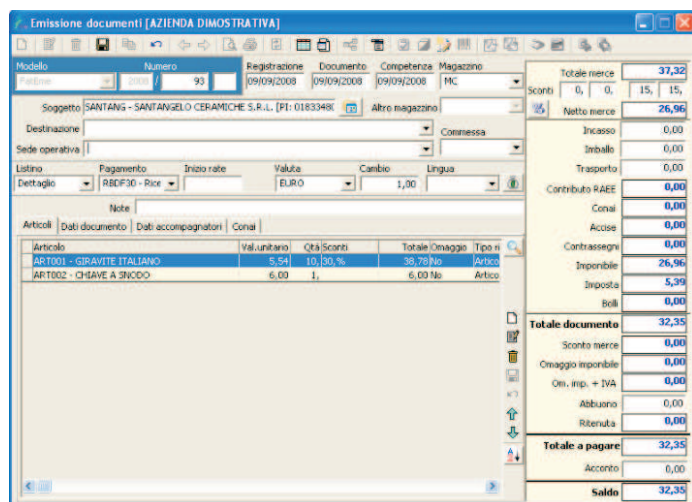 Emissione documenti [AZIENDA DIMOSTRATIVA]
Modello Numero Registrazione Documento Competenza Magazzino
2008 / 93 09/09/2008 09/09/2008 09/09/2008 MC
Soggetto SANTANG - SANTANGELO CERAMICHE S.R.L. [PI: 0183348( Altro magazzino
Destinazione Commessa
Sede operativa
Listino Pagamento Inizio rate Valuta Cambio Lingua
Dettaglio RBDF30 - Rice EURO 1,00
Note
Articoli Dati documento Dati accompagnatori Conai
Articolo Val.unitario Qtà Sconti Totale Omaggio Tipo ri
ART001 - GIRAVITE ITALIANO 5,54 10, 30,% 38,78 No Artico
ART002 - CHIAVE A SNODO 6,00 1, 6,00 No Artico
Totale merce 37,32
Sconti 0, 0, 15, 15,
Netto merce 26,96
Incasso 0,00
Imballo 0,00
Trasporto 0,00
Contributo RAEE 0,00
Conai 0,00
Accise 0,00
Contrassegni 0,00
Imponibile 26,96
Imposta 5,39
Bolli 0,00
Totale documento 32,35
Sconto merce 0,00
Omaggio imponibile 0,00
Om. imp. + IVA 0,00
Abbuono 0,00
Ritenuta 0,00
Totale a pagare 32,35
Acconto 0,00
Saldo 32,35